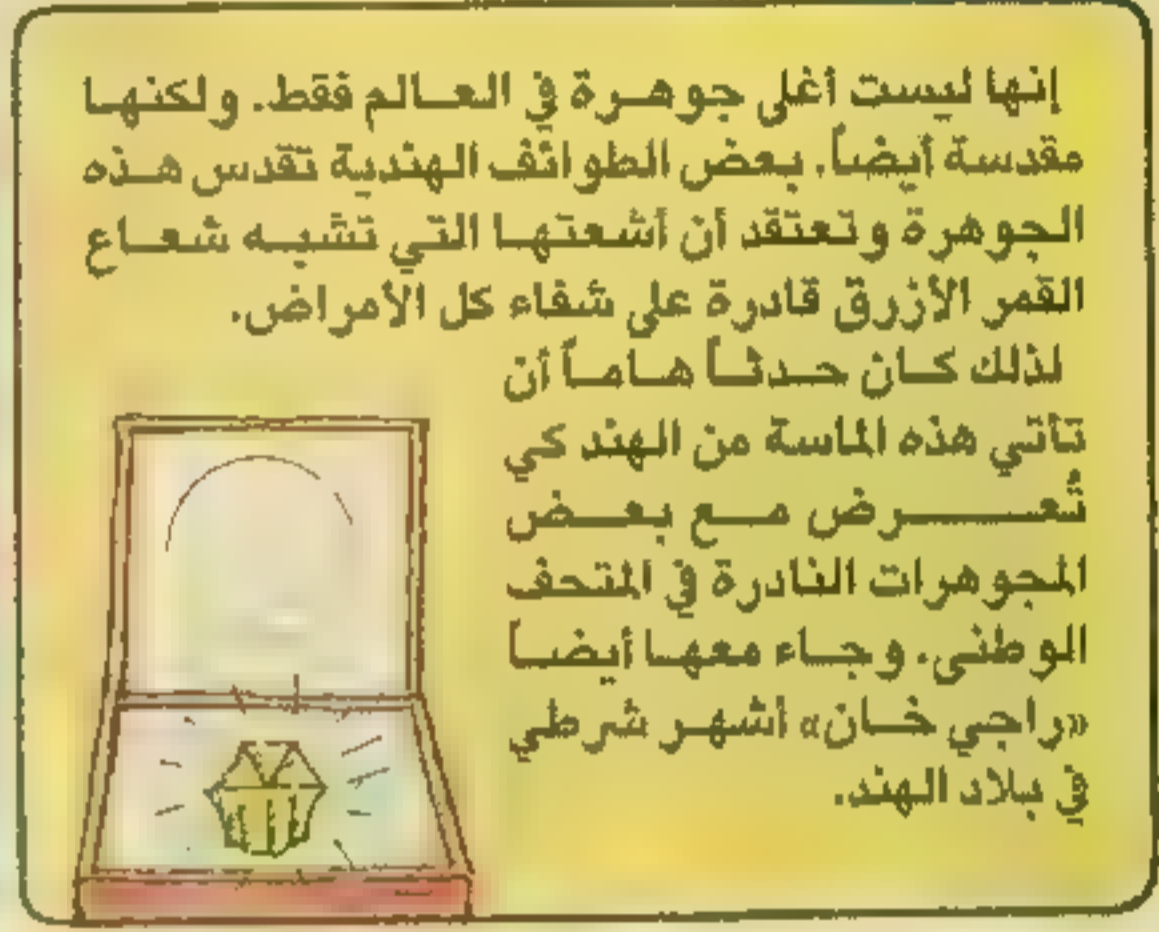 إنها ليست أغلى جوهرة في العالم فقط. ولكنها
مقدسة أيضاً. بعض الطوائف الهندية تقدس هذه
الجوهرة وتعتقد أن أشعتها التي تشبه شعاع
القمر الأزرق قادرة على شفاء كل الأمراض.
لذلك كان حدثاً هاماً أن
تأتي هذه الماسة من الهند كي
تُعرض مع بعض
المجوهرات النادرة في المتحف
الوطني. وجاء معها أيضاً
«راجي خان» أشهر شرطي
في بلاد الهند.